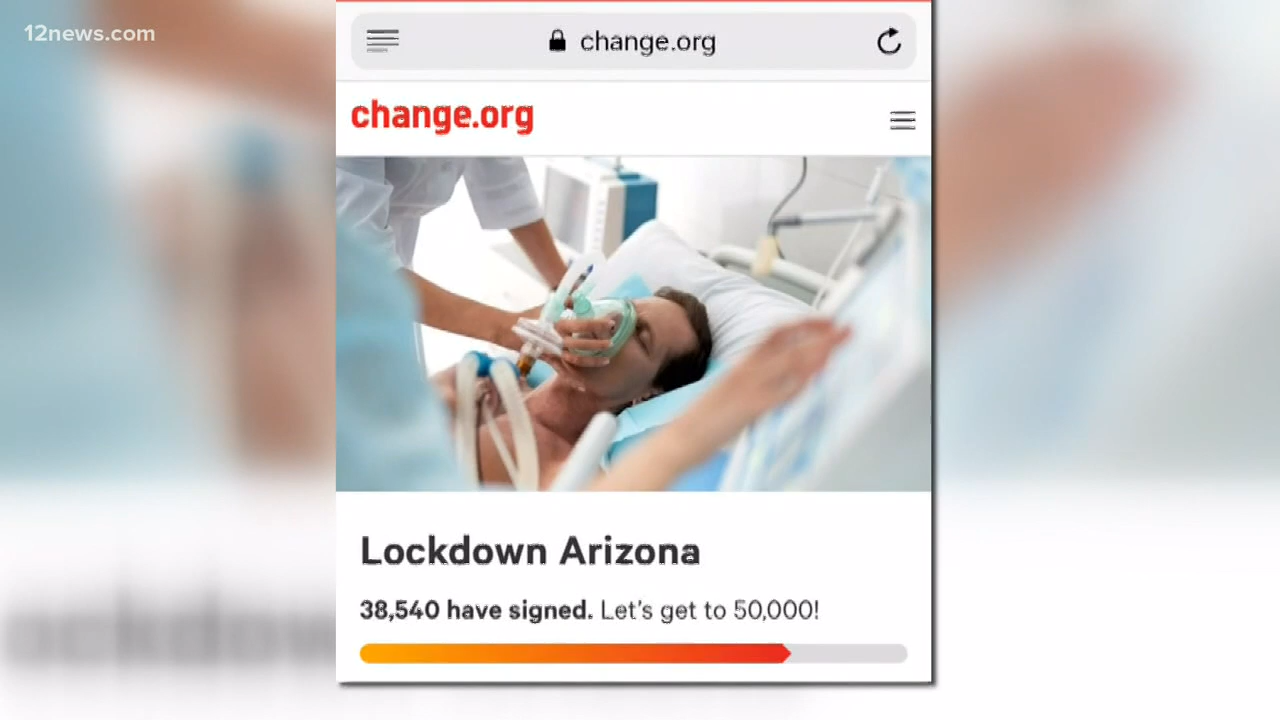 12news.com
change.org
change.org
Lockdown Arizona
38,540 have signed. Let's get to 50,000!